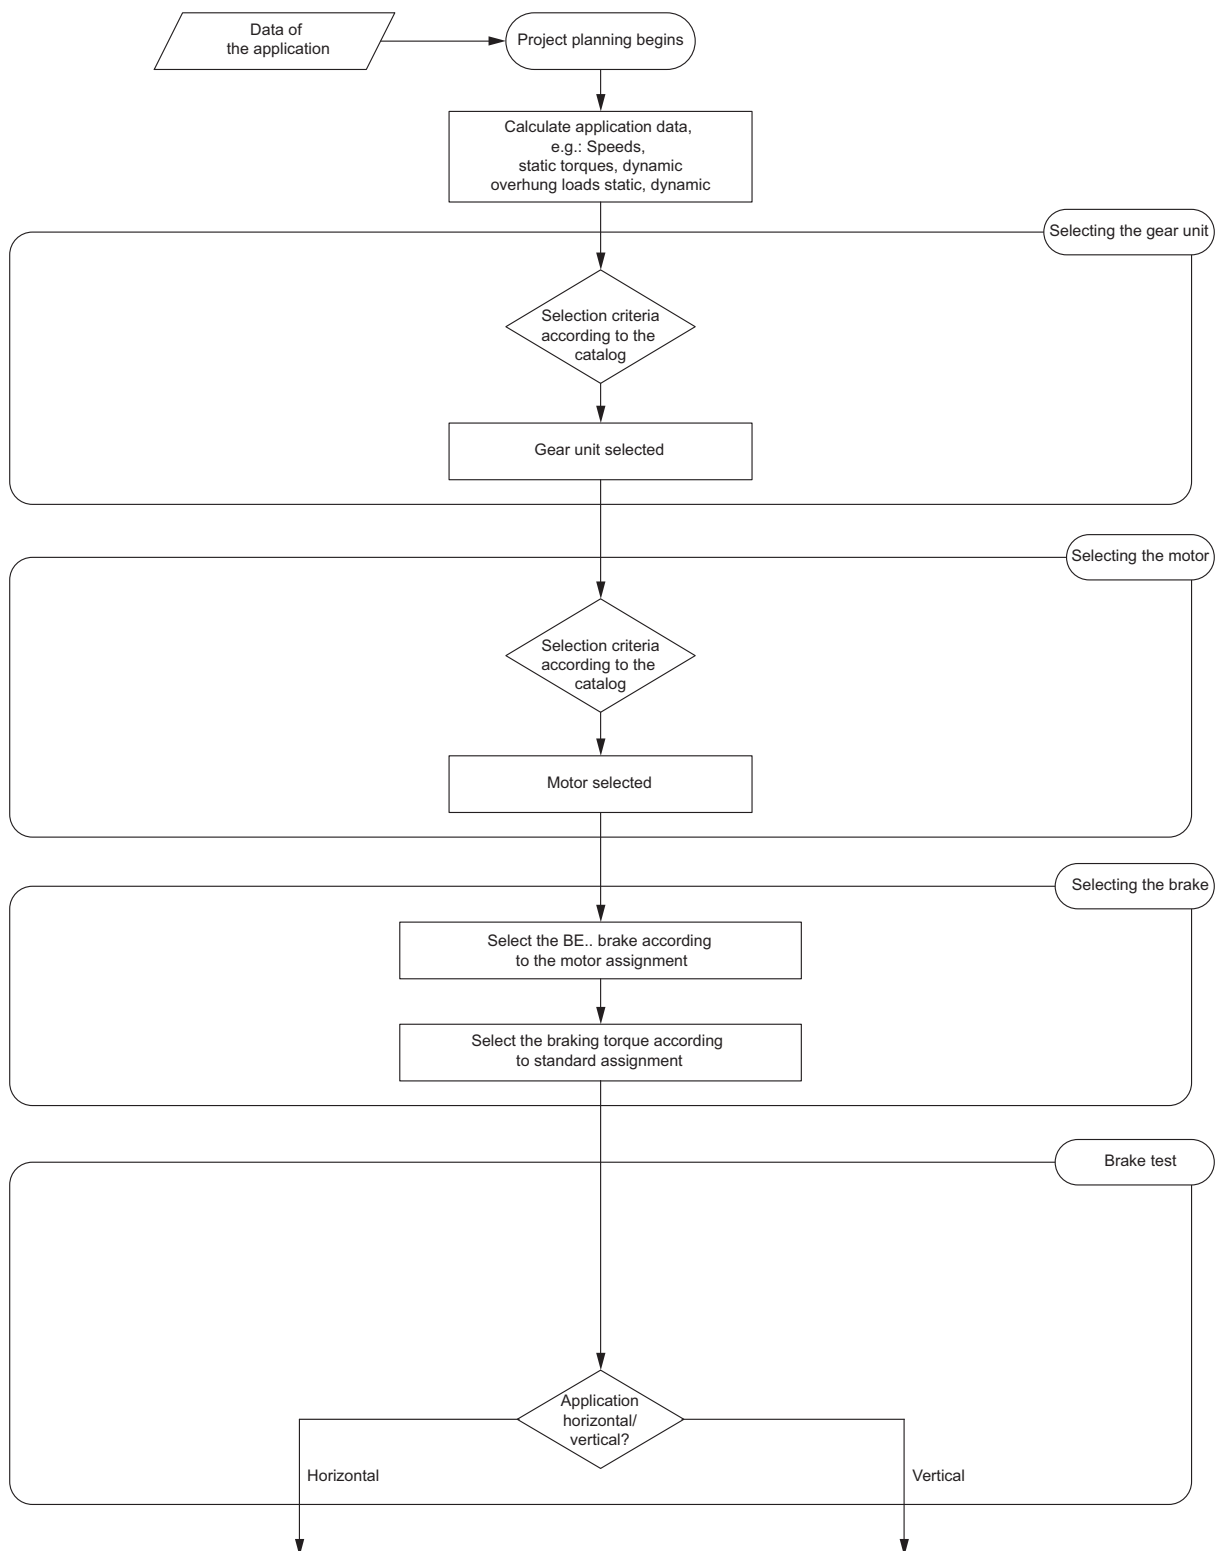 Data of
the application
Project planning begins
Calculate application data,
e.g.: Speeds,
static torques, dynamic
overhung loads static, dynamic
Selecting the gear unit
Selection criteria
according to the
catalog
Gear unit selected
Selecting the motor
Selection criteria
according to the
catalog
Motor selected
Selecting the brake
Select the BE.. brake according
to the motor assignment
Select the braking torque according
to standard assignment
Brake test
Application
horizontal/
vertical?
Horizontal
Vertical